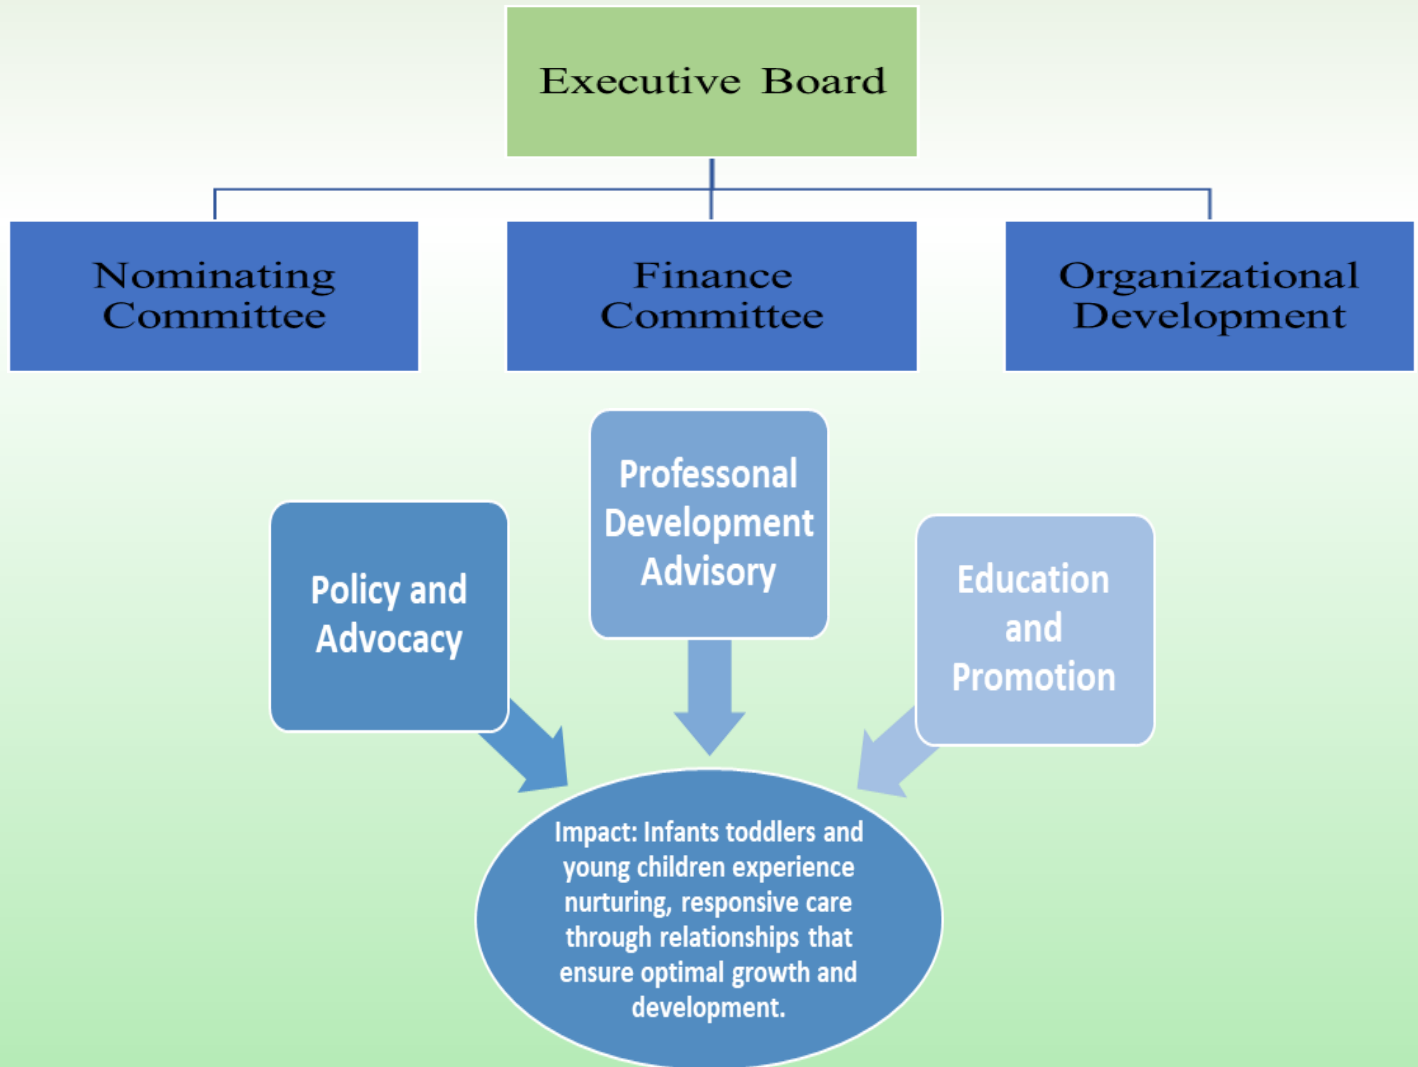 Executive Board
Nominating
Committee
Finance
Committee
Organizational
Development
Professonal
Development
Advisory
Policy and
Advocacy
Education
and
Promotion
Impact: Infants toddlers and
young children experience
nurturing, responsive care
through relationships that
ensure optimal growth and
development.